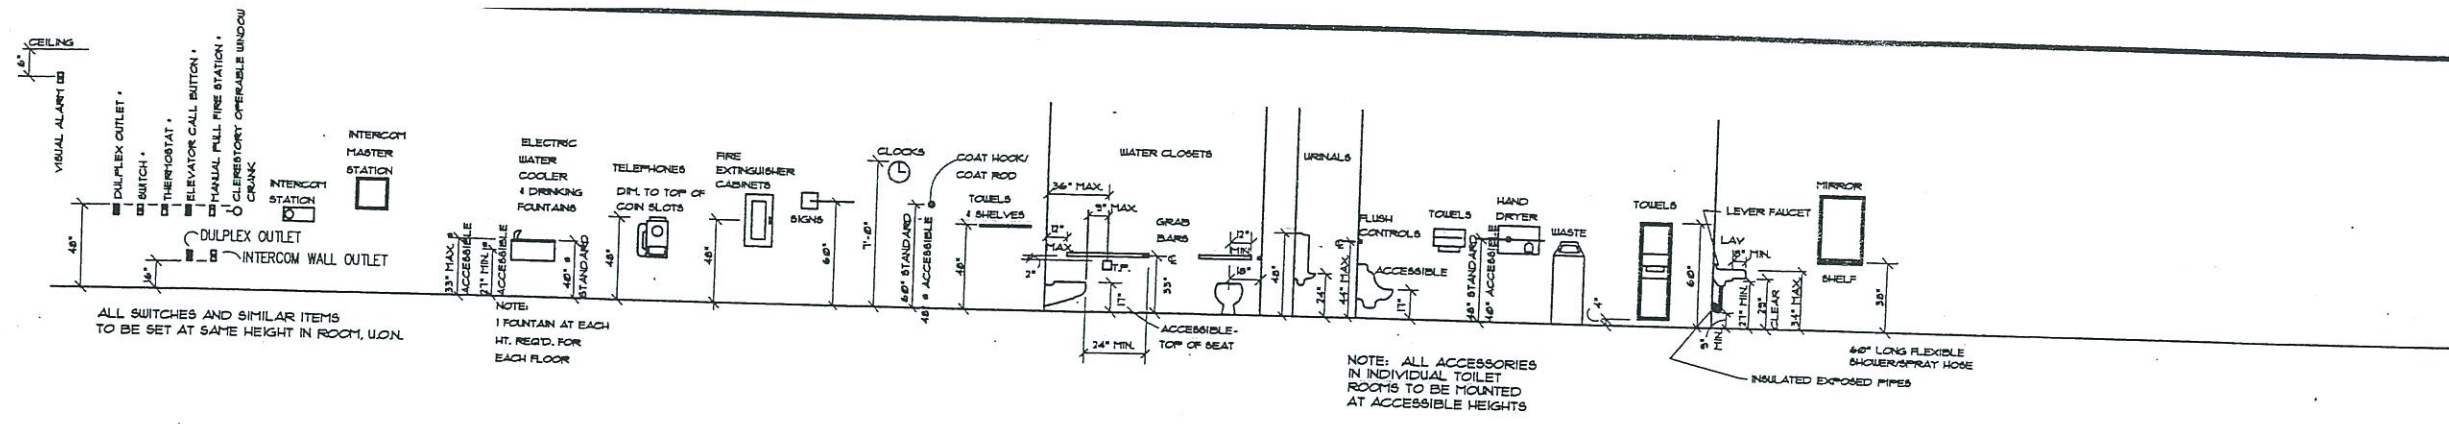 CEILING
6"
VISUAL ALARM
DULPLEX OUTLET •
SWITCH •
THERMOSTAT •
ELEVATOR CALL BUTTON •
MANUAL PULL FIRE STATION •
CLERESTORY OPERABLE WINDOW
CRANK
48"
DULPLEX OUTLET
INTERCOM WALL OUTLET
16"
ALL SWITCHES AND SIMILAR ITEMS
TO BE SET AT SAME HEIGHT IN ROOM, U.O.N.
INTERCOM
STATION
INTERCOM
MASTER
STATION
33" MAX.
ACCESSIBLE
27" MIN.
ACCESSIBLE
ELECTRIC
WATER
COOLER
& DRINKING
FOUNTAINS
40"
STANDARD
NOTE:
1 FOUNTAIN AT EACH
HT. REQ'D. FOR
EACH FLOOR
TELEPHONES
DIM. TO TOP OF
COIN SLOTS
48"
FIRE
EXTINGUISHER
CABINETS
48"
SIGNS
60"
CLOCKS
7'-0"
COAT HOOK/
COAT ROD
60" STANDARD
48" ACCESSIBLE
TOWELS
& SHELVES
48"
WATER CLOSETS
36" MAX.
9" MAX.
12"
MAX.
2"
T.P.
17"
33"
24" MIN.
ACCESSIBLE-
TOP OF SEAT
GRAB
BARS
12"
MIN.
18"
URINALS
48"
24"
44" MAX.
FLUSH
CONTROLS
ACCESSIBLE
17"
TOWELS
48" STANDARD
40" ACCESSIBLE
HAND
DRYER
WASTE
4"
TOWELS
NOTE: ALL ACCESSORIES
IN INDIVIDUAL TOILET
ROOMS TO BE MOUNTED
AT ACCESSIBLE HEIGHTS
60"
LEVER FAUCET
LAV
MIN.
9"
MIN.
27" MIN.
29"
CLEAR
34" MAX.
INSULATED EXPOSED PIPES
MIRROR
SHELF
38"
60" LONG FLEXIBLE
SHOWER/SPRAY HOSE